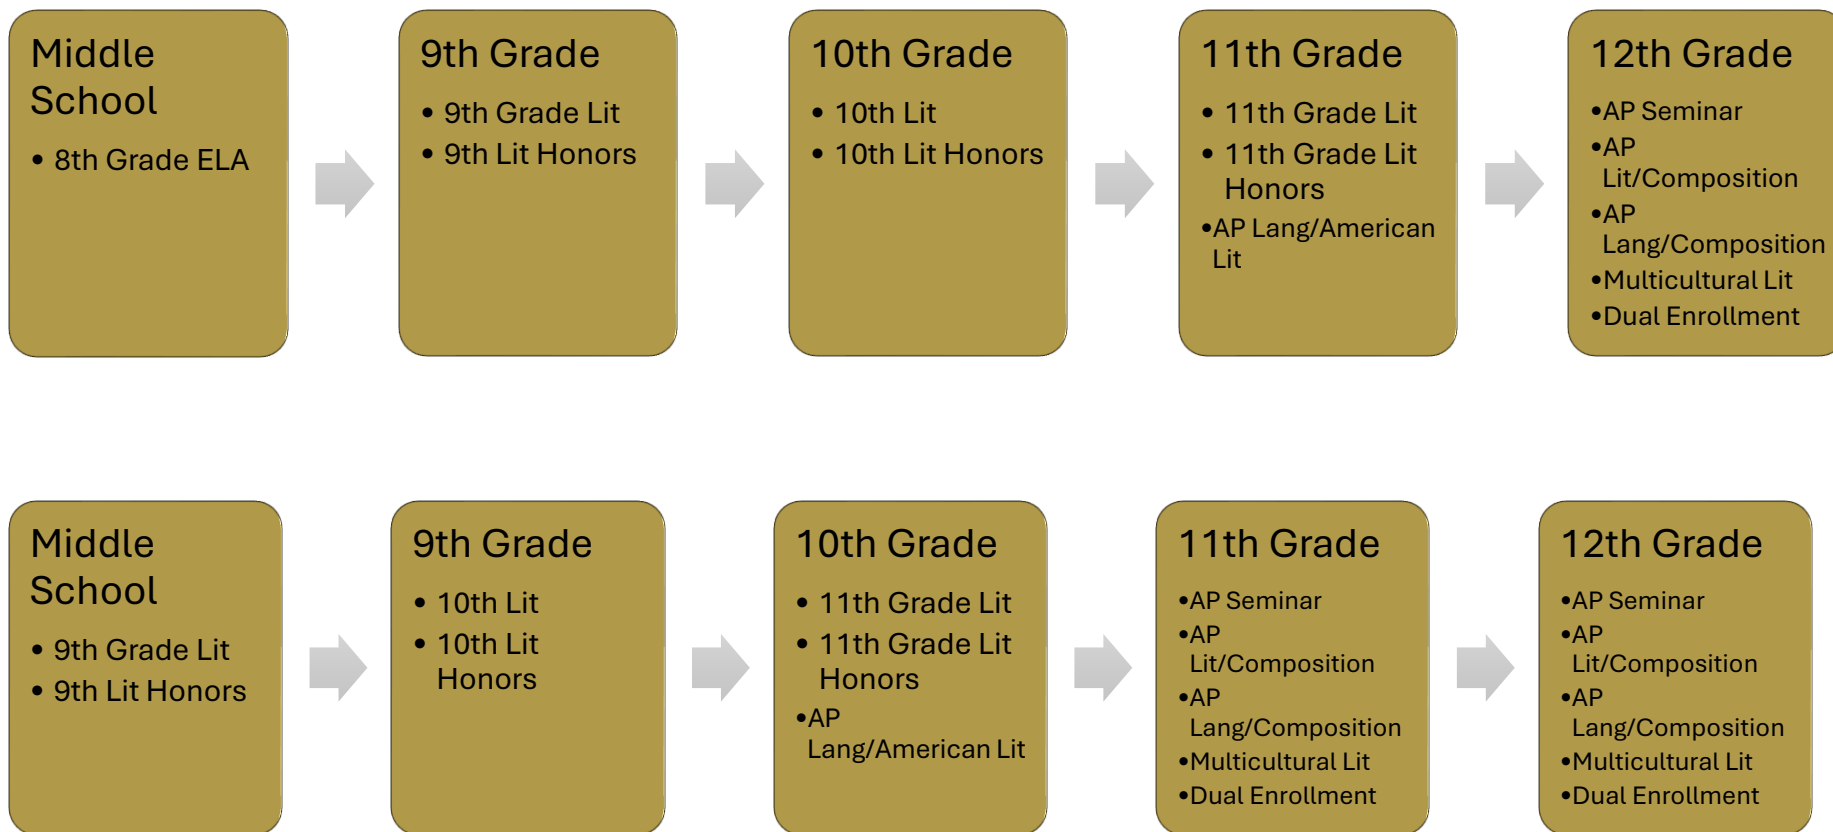 Middle
School
• 8th Grade ELA
9th Grade
• 9th Grade Lit
• 9th Lit Honors
10th Grade
• 10th Lit
• 10th Lit Honors
11th Grade
• 11th Grade Lit
• 11th Grade Lit
Honors
•AP Lang/American
Lit
12th Grade
•AP Seminar
•AP
Lit/Composition
•AP
Lang/Composition
•Multicultural Lit
•Dual Enrollment
Middle
School
• 9th Grade Lit
• 9th Lit Honors
9th Grade
• 10th Lit
• 10th Lit
Honors
10th Grade
• 11th Grade Lit
• 11th Grade Lit
Honors
•AP
Lang/American Lit
11th Grade
•AP Seminar
•AP
Lit/Composition
•AP
Lang/Composition
•Multicultural Lit
•Dual Enrollment
12th Grade
•AP Seminar
•AP
Lit/Composition
•AP
Lang/Composition
•Multicultural Lit
•Dual Enrollment